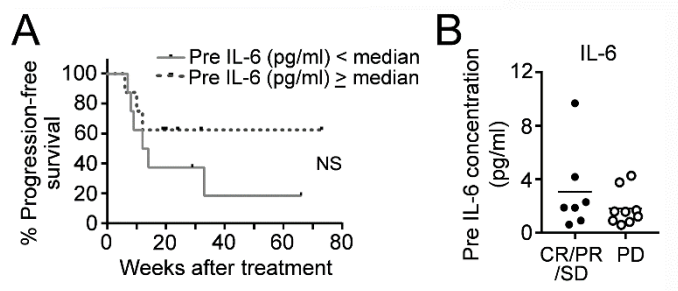 A
Pre IL-6 (pg/ml) < median
Pre IL-6 (pg/ml) ≥ median
% Progression-free
survival
100
80
60
40
20
0
NS
0 20 40 60 80
Weeks after treatment
B
IL-6
Pre IL-6 concentration
(pg/ml)
12
8
4
0
CR/PR
/SD
PD